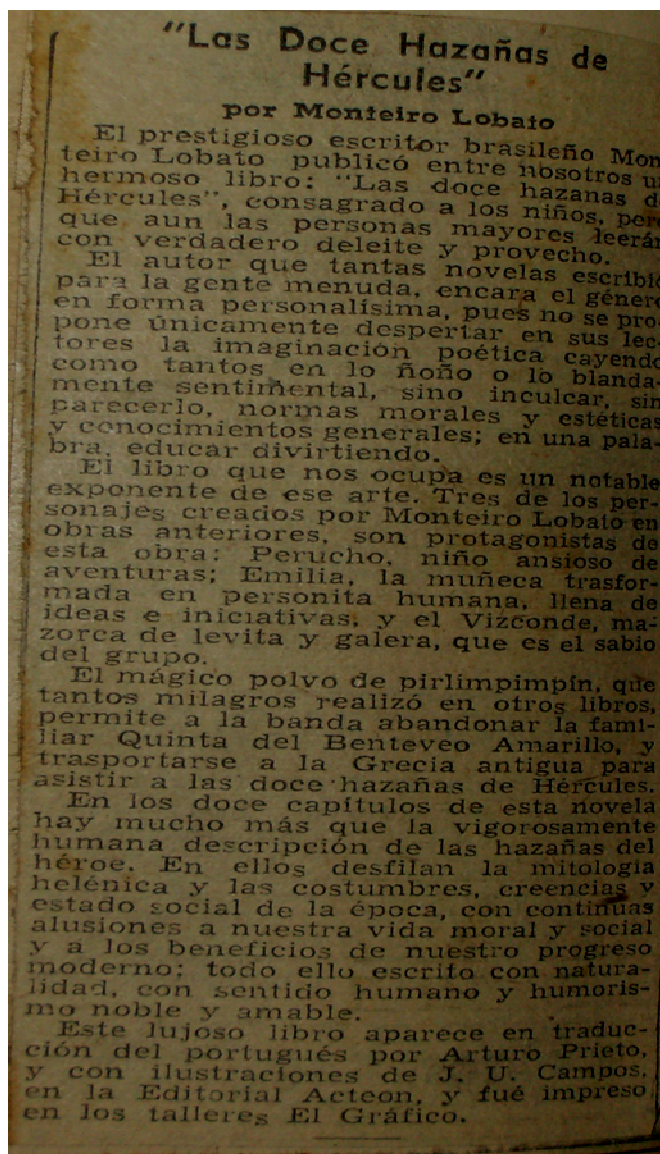 "Las Doce Hazañas de
Hércules"
por Monteiro Lobato
El prestigioso escritor brasileño Mon-
teiro Lobato publicó entre nosotros un
hermoso libro: "Las doce hazanas de
Hércules", consagrado a los niños, pero
que aun las personas mayores leerán
con verdadero deleite y provecho.
El autor que tantas novelas escribió
para la gente menuda, encara el género
en forma personalísima, pues no se pro-
pone únicamente despertar en sus lec-
tores la imaginación poética cayendo
como tantos en lo ñoño o lo blanda-
mente sentimental, sino inculcar, sin
parecerlo, normas morales y estéticas
y conocimientos generales; en una pala-
bra, educar divirtiendo.
El libro que nos ocupa es un notable
exponente de ese arte. Tres de los per-
sonajes creados por Monteiro Lobato en
obras anteriores, son protagonistas de
esta obra: Perucho, niño ansioso de
aventuras; Emilia, la muñeca trasfor-
mada en personita humana, llena de
ideas e iniciativas, y el Vizconde, ma-
zorca de levita y galera, que es el sabio
del grupo.
El mágico polvo de pirlimpimpín, que
tantos milagros realizó en otros libros,
permite a la banda abandonar la fami-
liar Quinta del Benteveo Amarillo, y
trasportarse a la Grecia antigua para
asistir a las doce hazañas de Hércules.
En los doce capítulos de esta novela
hay mucho más que la vigorosamente
humana descripción de las hazañas del
héroe. En ellos desfilan la mitología
helénica y las costumbres, creencias y
estado social de la época, con continuas
alusiones a nuestra vida moral y social
y a los beneficios de nuestro progreso
moderno; todo ello escrito con natura-
lidad, con sentido humano y humoris-
mo noble y amable.
Este lujoso libro aparece en traduc-
ción del portugués por Arturo Prieto,
y con ilustraciones de J. U. Campos,
en la Editorial Acteon, y fué impreso
en los talleres El Gráfico.